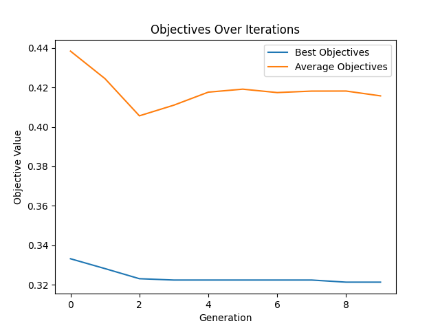 Objectives Over Iterations
Best Objectives
Average Objectives
Objective Value
0.44
0.42
0.40
0.38
0.36
0.34
0.32
0 2 4 6 8
Generation